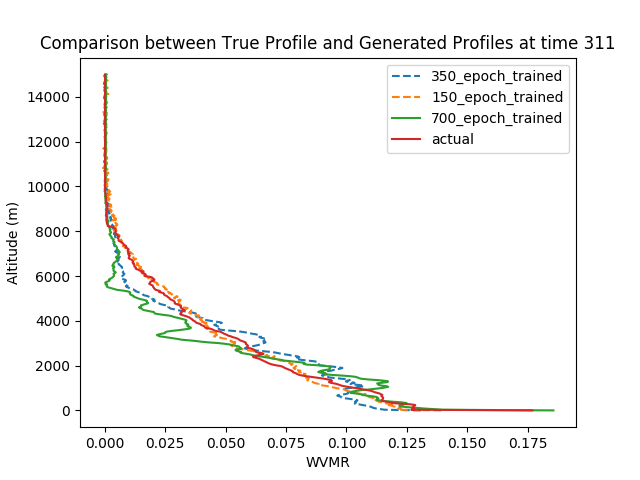 Comparison between True Profile and Generated Profiles at time 311
350_epoch_trained
150_epoch_trained
700_epoch_trained
actual
Altitude (m)
14000
12000
10000
8000
6000
4000
2000
0
0.000 0.025 0.050 0.075 0.100 0.125 0.150 0.175
WVMR